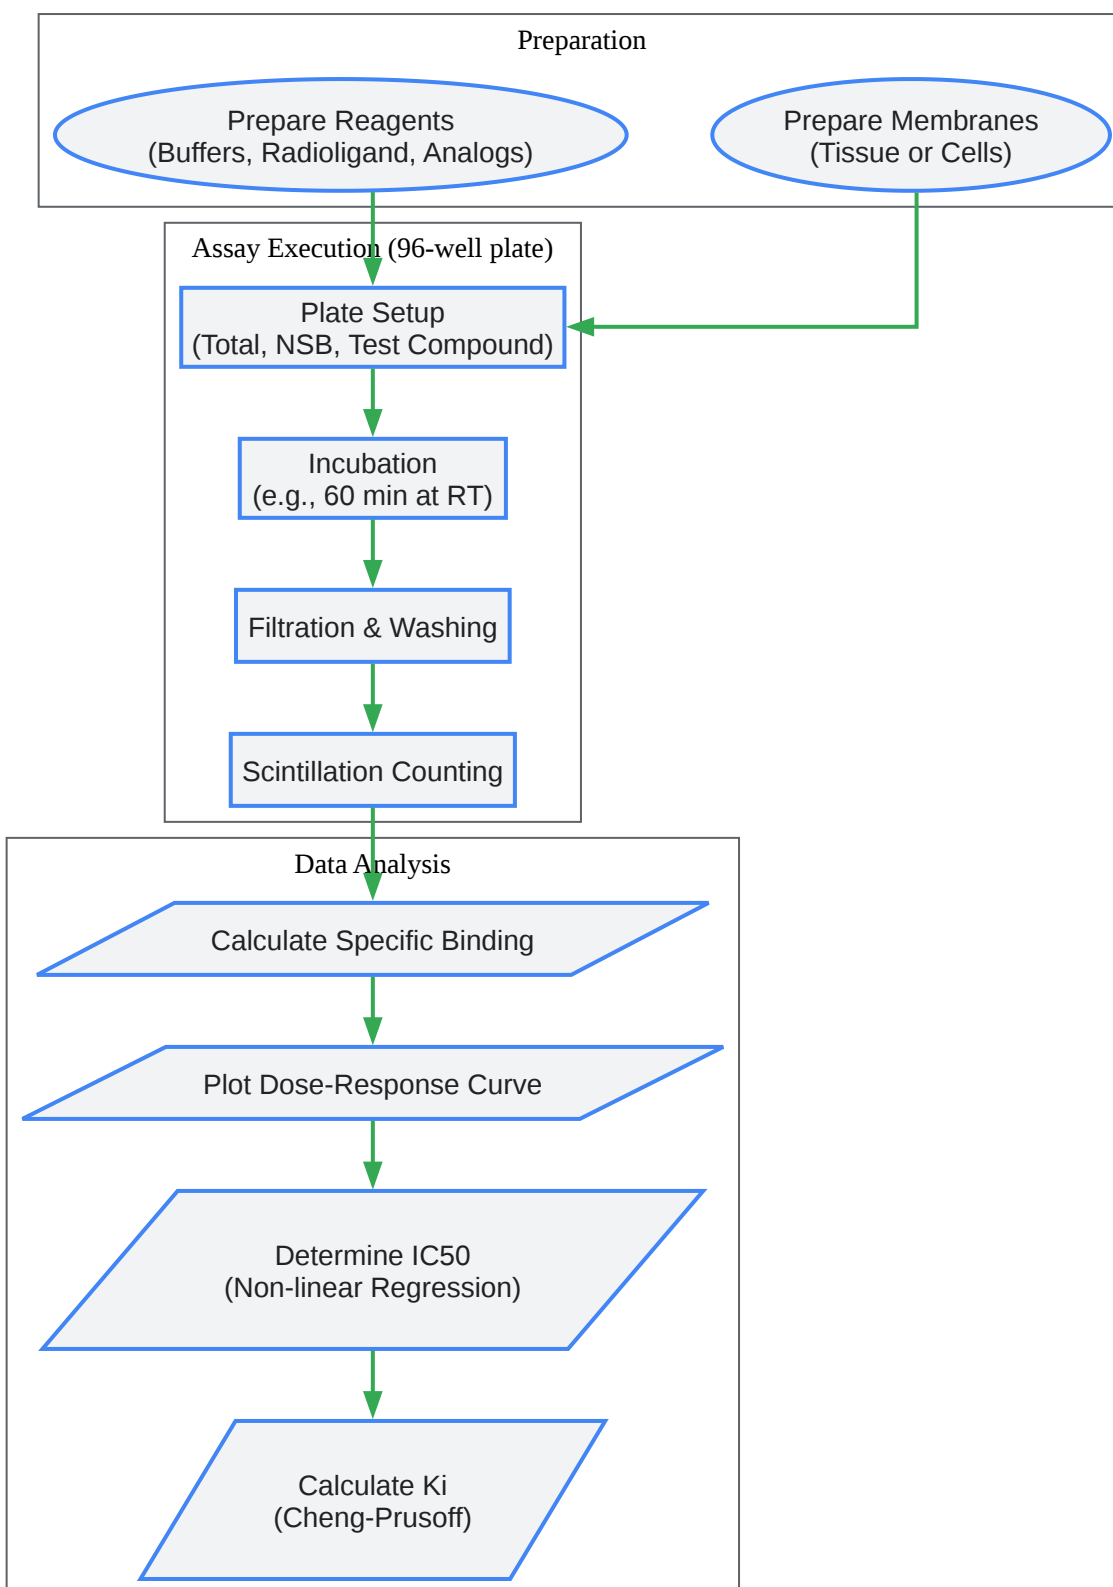 Preparation
Prepare Reagents
(Buffers, Radioligand, Analogs)
Prepare Membranes
(Tissue or Cells)
Assay Execution (96-well plate)
Plate Setup
(Total, NSB, Test Compound)
Incubation
(e.g., 60 min at RT)
Filtration & Washing
Scintillation Counting
Data Analysis
Calculate Specific Binding
Plot Dose-Response Curve
Determine IC50
(Non-linear Regression)
Calculate Ki
(Cheng-Prusoff)